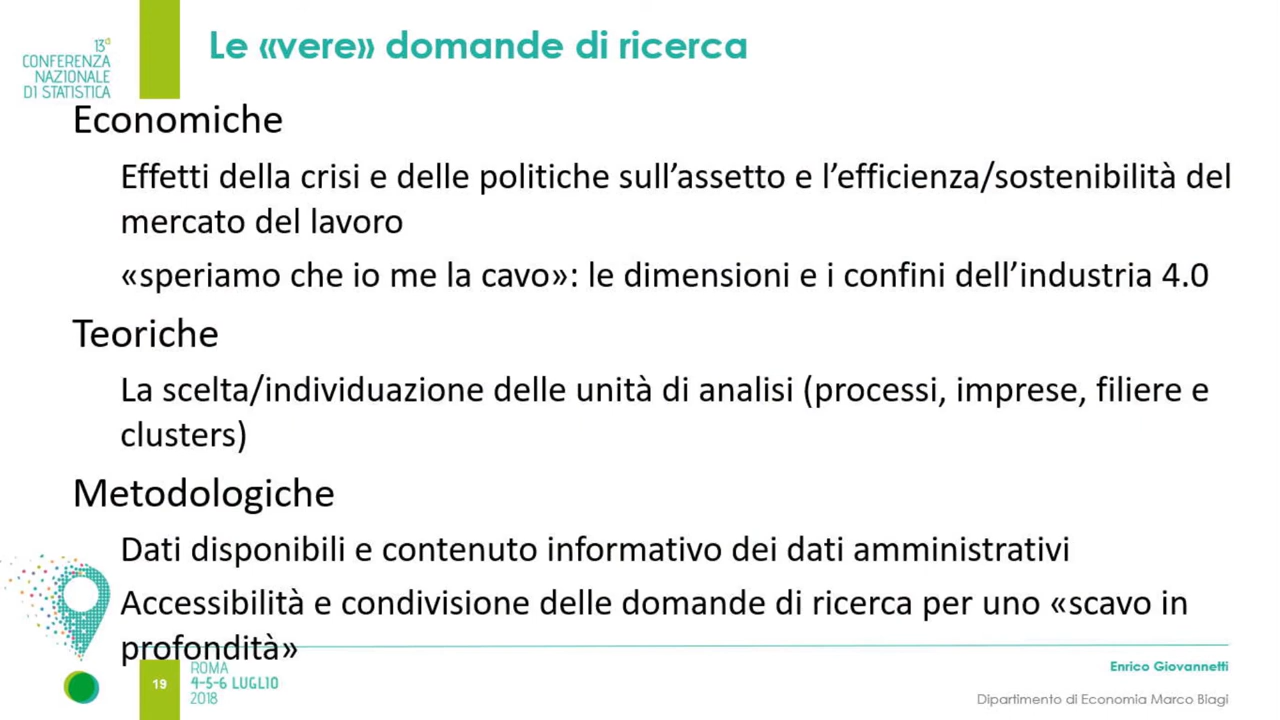 13ª
CONFERENZA
NAZIONALE
DI STATISTICA
Le «vere» domande di ricerca
Economiche
Effetti della crisi e delle politiche sull’assetto e l’efficienza/sostenibilità del
mercato del lavoro
«speriamo che io me la cavo»: le dimensioni e i confini dell’industria 4.0
Teoriche
La scelta/individuazione delle unità di analisi (processi, imprese, filiere e
clusters)
Metodologiche
Dati disponibili e contenuto informativo dei dati amministrativi
Accessibilità e condivisione delle domande di ricerca per uno «scavo in
profondità»
19
ROMA
4-5-6 LUGLIO
2018
Enrico Giovannetti
Dipartimento di Economia Marco Biagi